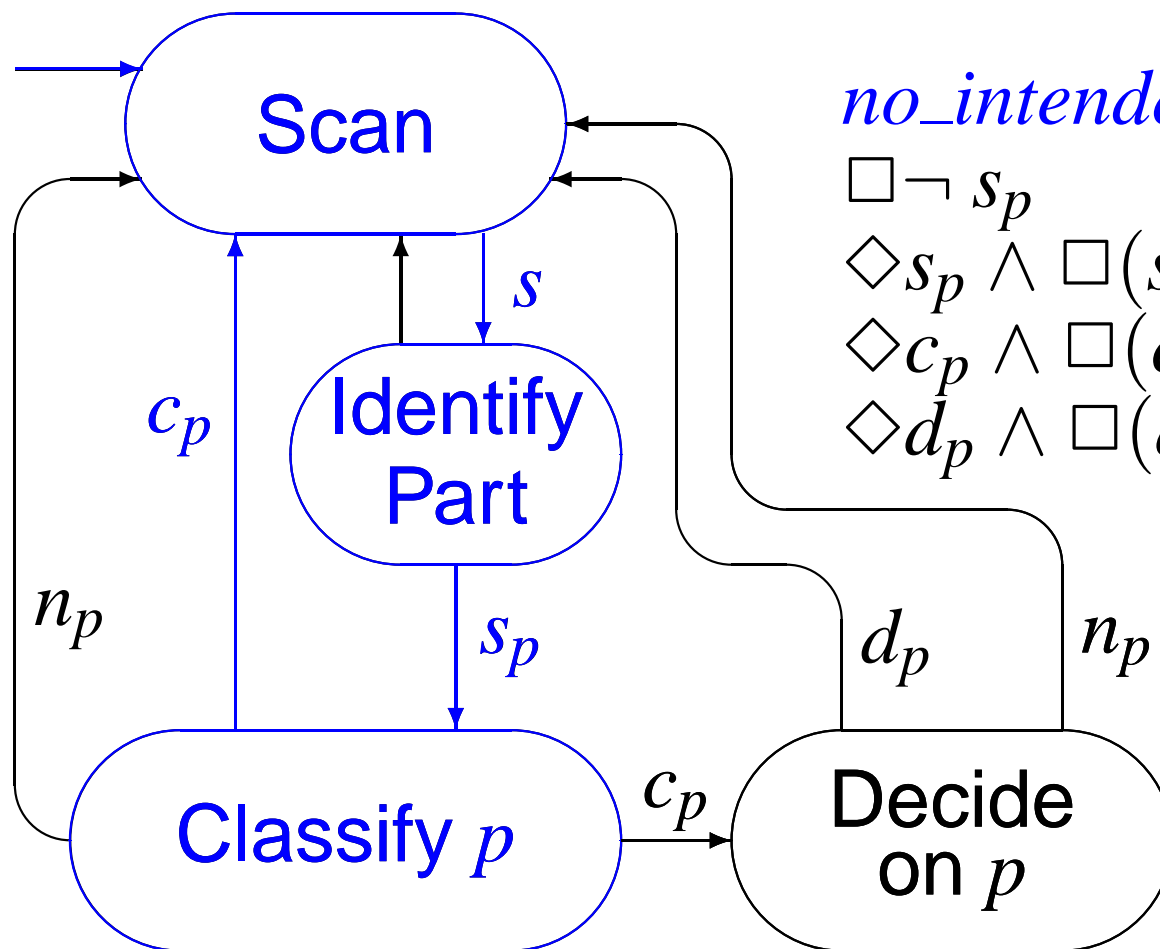 Scan
no_intend
□¬ s_p
◇s_p ∧ □(s
◇c_p ∧ □(
◇d_p ∧ □(
s
Identify
Part
c_p
n_p
s_p
d_p
n_p
c_p
Classify p
Decide
on p